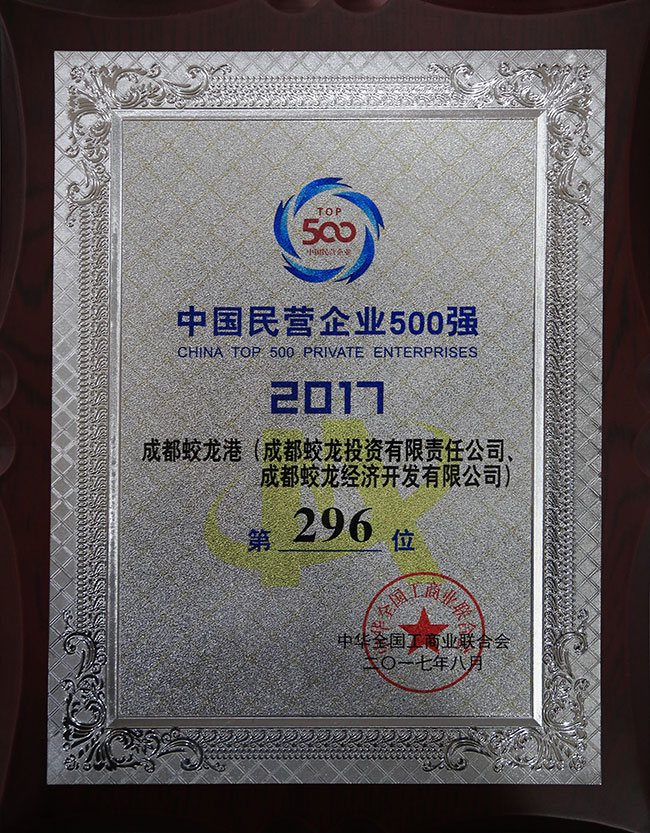 TOP
500
中国民营企业
中国民营企业500强
CHINA TOP 500 PRIVATE ENTERPRISES
2017
成都蛟龙港（成都蛟龙投资有限责任公司、
成都蛟龙经济开发有限公司）
第 296 位
中华全国工商业联合会
中华全国工商业联合会
二〇一七年八月